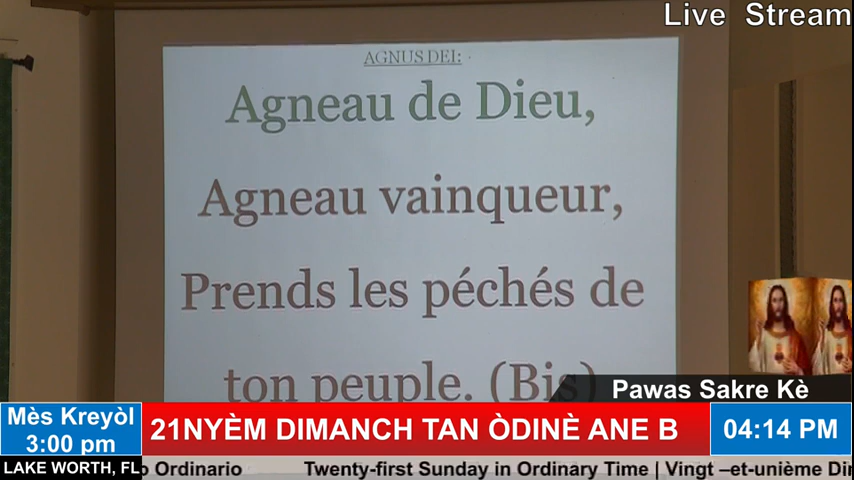 Live Stream
AGNUS DEI:
Agneau de Dieu,
Agneau vainqueur,
Prends les péchés de
ton peuple. (Bis)
Pawas Sakre Kè
Mès Kreyòl
3:00 pm
21NYÈM DIMANCH TAN ÒDINÈ ANE B
04:14 PM
LAKE WORTH, FL
o Ordinario
Twenty-first Sunday in Ordinary Time | Vingt –et-unième Dir